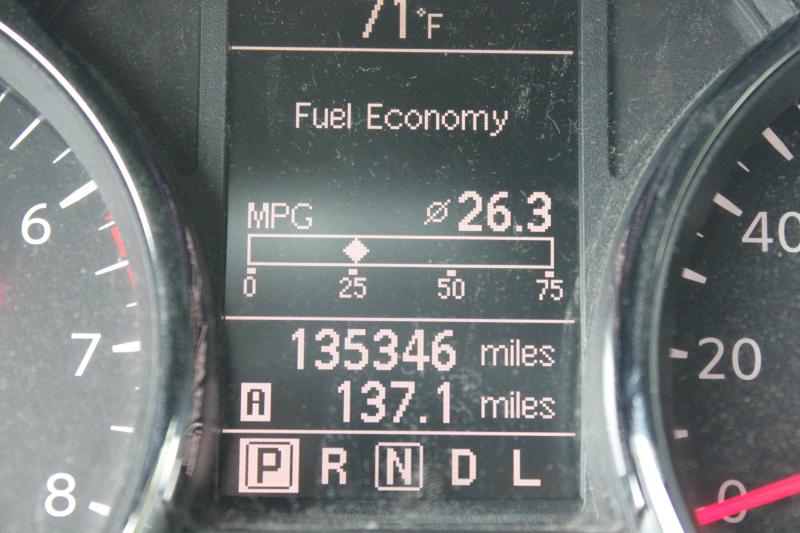 71°F
Fuel Economy
MPG ⌀26.3
0 25 50 75
135346 miles
A 137.1 miles
P R N D L
6
7
8
40
20
0